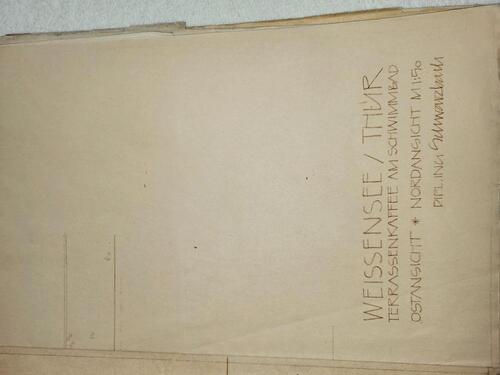 WEISSENSEE / THÜR
TERRASSENKAFFEE AM SCHWIMMBAD
OSTANSICHT + NORDANSICHT M 1:50
DIPL.ING Schwarzbach